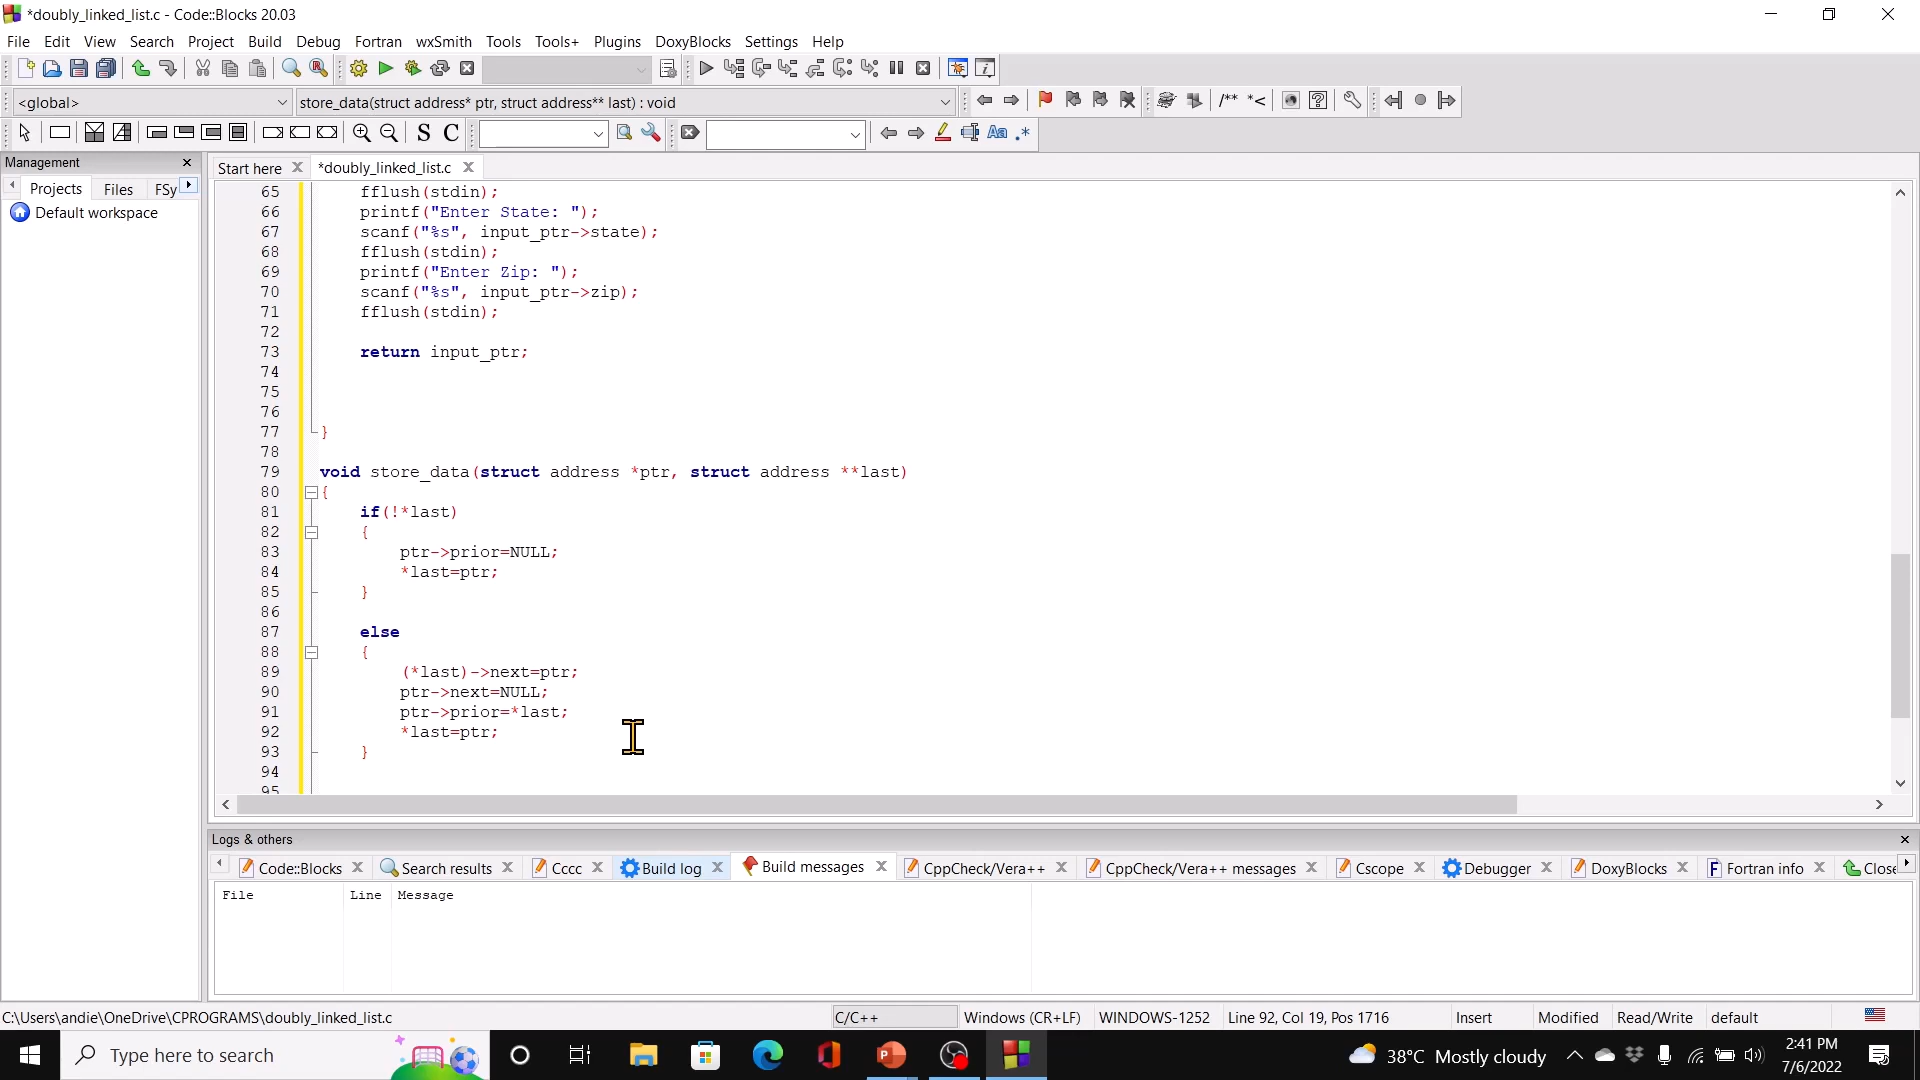 *doubly_linked_list.c - Code::Blocks 20.03
File Edit View Search Project Build Debug Fortran wxSmith Tools Tools+ Plugins DoxyBlocks Settings Help
<global> store_data(struct address* ptr, struct address** last) : void
/** *<
S C Aa .*
Management
Projects Files FSy
Default workspace
Start here *doubly_linked_list.c
65 fflush(stdin);
66 printf("Enter State: ");
67 scanf("%s", input_ptr->state);
68 fflush(stdin);
69 printf("Enter Zip: ");
70 scanf("%s", input_ptr->zip);
71 fflush(stdin);
72
73 return input_ptr;
74
75
76
77 }
78
79 void store_data(struct address *ptr, struct address **last)
80 {
81 if(!*last)
82 {
83 ptr->prior=NULL;
84 *last=ptr;
85 }
86
87 else
88 {
89 (*last)->next=ptr;
90 ptr->next=NULL;
91 ptr->prior=*last;
92 *last=ptr;
93 }
94
95
Logs & others
Code::Blocks Search results Cccc Build log Build messages CppCheck/Vera++ CppCheck/Vera++ messages Cscope Debugger DoxyBlocks Fortran info Close
File Line Message
C:\Users\andie\OneDrive\CPROGRAMS\doubly_linked_list.c C/C++ Windows (CR+LF) WINDOWS-1252 Line 92, Col 19, Pos 1716 Insert Modified Read/Write default
Type here to search 38°C Mostly cloudy 2:41 PM
7/6/2022